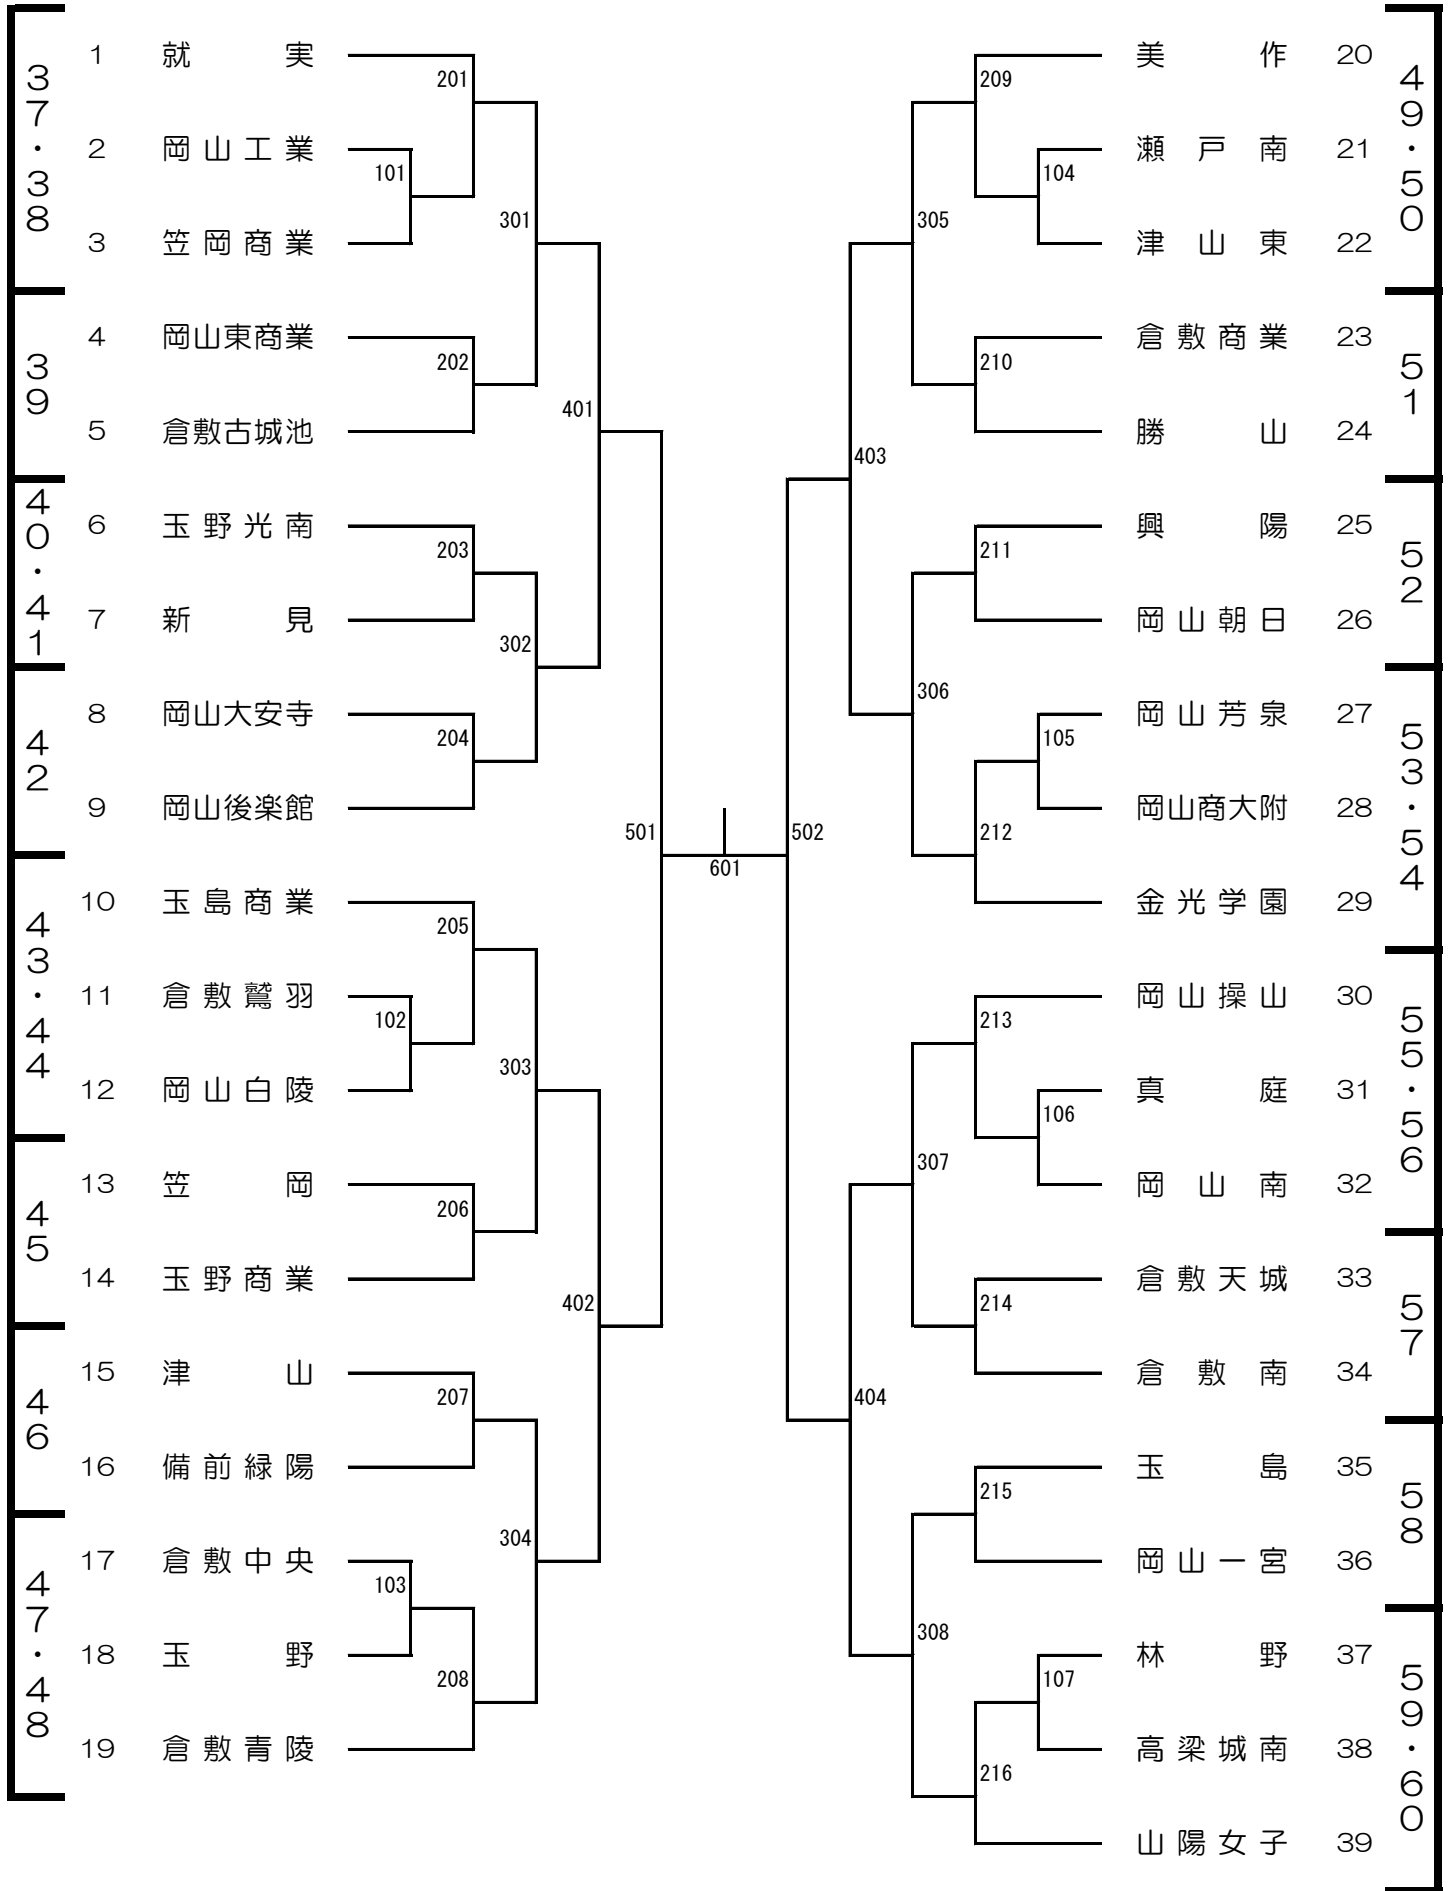 37・38
39
40・41
42
43・44
45
46
47・48
1 就実
2 岡山工業
3 笠岡商業
4 岡山東商業
5 倉敷古城池
6 玉野光南
7 新見
8 岡山大安寺
9 岡山後楽館
10 玉島商業
11 倉敷鷲羽
12 岡山白陵
13 笠岡
14 玉野商業
15 津山
16 備前緑陽
17 倉敷中央
18 玉野
19 倉敷青陵
101
102
103
201
202
203
204
205
206
207
208
301
302
303
304
401
402
501
601
502
403
404
305
306
307
308
209
210
211
212
213
214
215
216
104
105
106
107
美作 20
瀬戸南 21
津山東 22
倉敷商業 23
勝山 24
興陽 25
岡山朝日 26
岡山芳泉 27
岡山商大附 28
金光学園 29
岡山操山 30
真庭 31
岡山南 32
倉敷天城 33
倉敷南 34
玉島 35
岡山一宮 36
林野 37
高梁城南 38
山陽女子 39
49・50
51
52
53・54
55・56
57
58
59・60